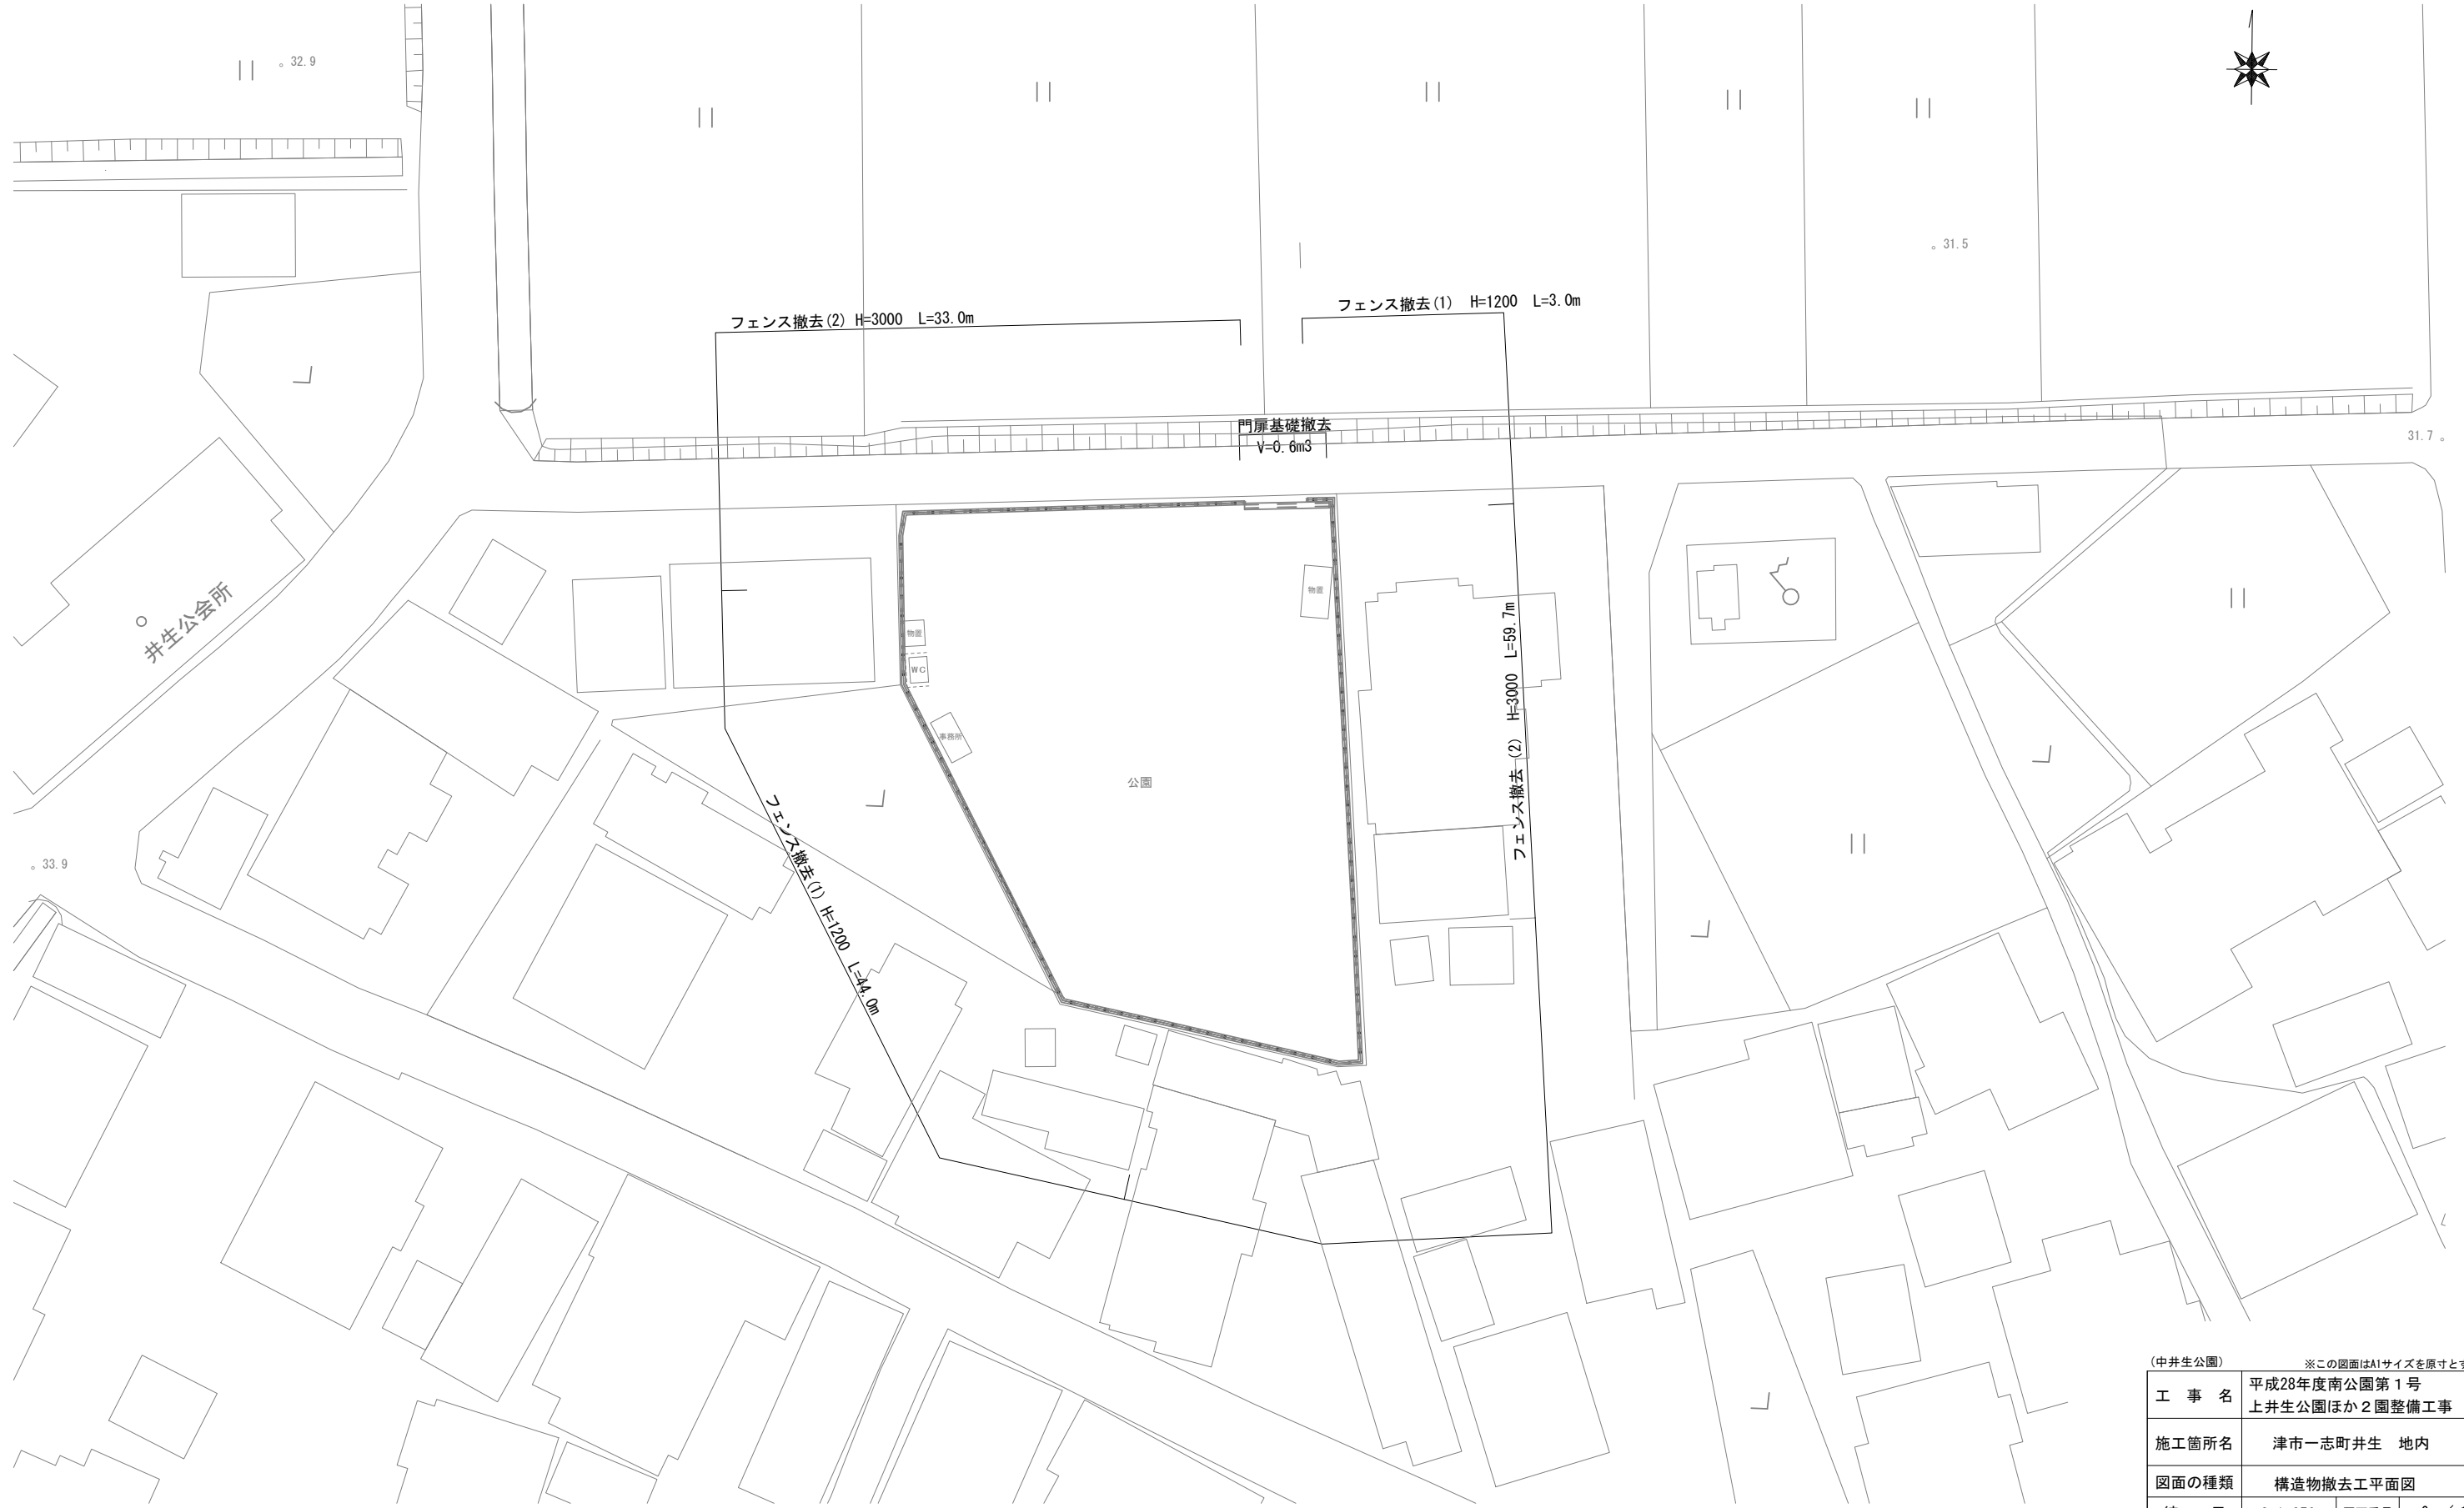 32.9
31.5
フェンス撤去(2) H=3000 L=33.0m
フェンス撤去(1) H=1200 L=3.0m
門扉基礎撤去
V=0.6m3
31.7
井生公会所
物置
物置
WC
事務所
公園
フェンス撤去(1) H=1200 L=44.0m
フェンス撤去(2) H=3000 L=59.7m
33.9
(中井生公園) ※この図面はA1サイズを原寸とす
工事名 平成28年度南公園第1号
上井生公園ほか2園整備工事
施工箇所名 津市一志町井生 地内
図面の種類 構造物撤去工平面図